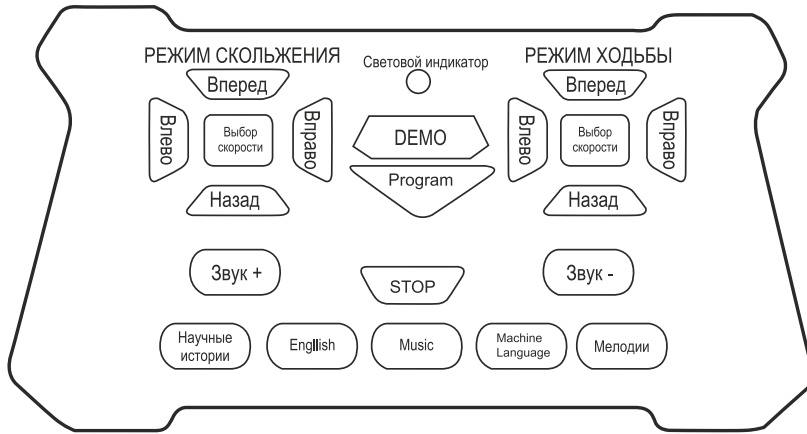 РЕЖИМ СКОЛЬЖЕНИЯ
Световой индикатор
РЕЖИМ ХОДЬБЫ
Вперед
Вперед
Влево
Выбор
скорости
Вправо
DEMO
Влево
Выбор
скорости
Вправо
Program
Назад
Назад
Звук +
STOP
Звук -
Научные
истории
Engllish
Music
Machine
Language
Мелодии